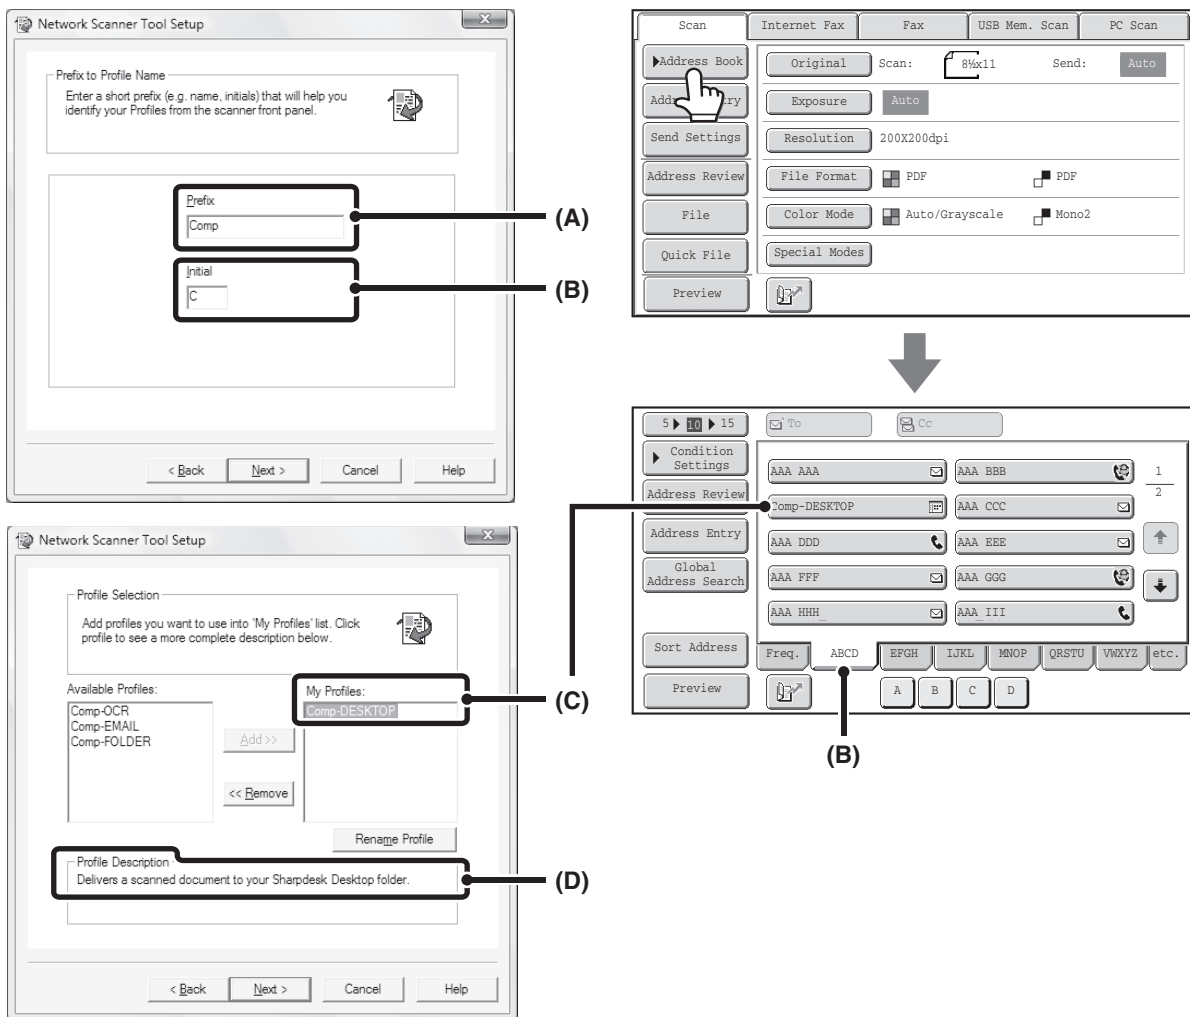 Network Scanner Tool Setup
Prefix to Profile Name
Enter a short prefix (e.g. name, initials) that will help you
identify your Profiles from the scanner front panel.
Prefix
Comp
(A)
Initial
C
(B)
< Back Next > Cancel Help
Network Scanner Tool Setup
Profile Selection
Add profiles you want to use into 'My Profiles' list. Click
profile to see a more complete description below.
Available Profiles:
Comp-OCR
Comp-EMAIL
Comp-FOLDER
Add >>
<< Remove
My Profiles:
Comp-DESKTOP
(C)
Rename Profile
Profile Description
Delivers a scanned document to your Sharpdesk Desktop folder.
(D)
< Back Next > Cancel Help
Scan Internet Fax Fax USB Mem. Scan PC Scan
Address Book
Send Settings
Address Review
File
Quick File
Preview
Original Scan: 8½x11 Send: Auto
Exposure Auto
Resolution 200X200dpi
File Format PDF PDF
Color Mode Auto/Grayscale Mono2
Special Modes
5 10 15 To Cc
Condition
Settings
Address Review
Address Entry
Global
Address Search
Sort Address
Preview
AAA AAA AAA BBB
Comp-DESKTOP AAA CCC
AAA DDD AAA EEE
AAA FFF AAA GGG
AAA HHH AAA III
1
2
Freq. ABCD EFGH IJKL MNOP QRSTU VWXYZ etc.
A B C D
(B)